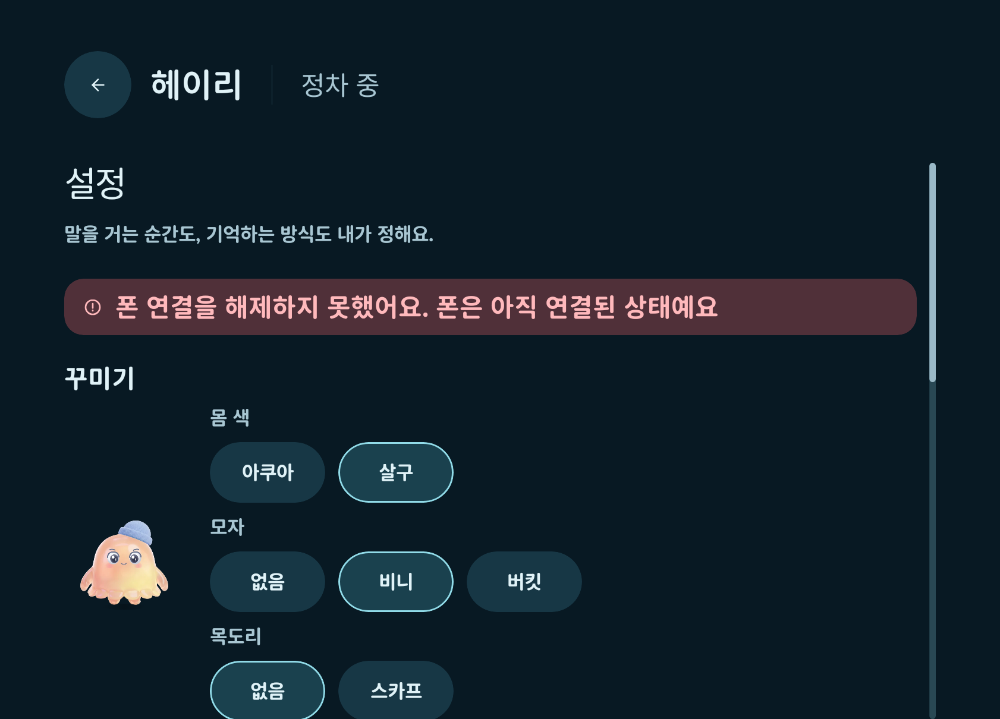 헤이리
정차 중
설정
말을 거는 순간도, 기억하는 방식도 내가 정해요.
폰 연결을 해제하지 못했어요. 폰은 아직 연결된 상태예요
꾸미기
몸 색
아쿠아 살구
모자
없음 비니 버킷
목도리
없음 스카프